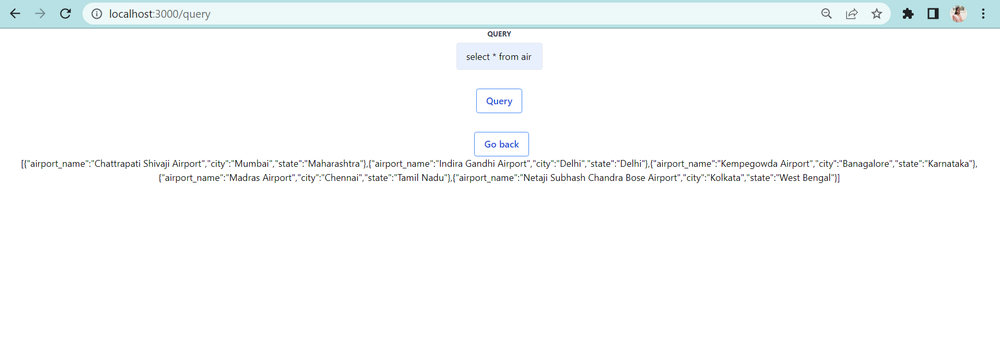 localhost:3000/query
QUERY
select * from air
Query
Go back
[{"airport_name":"Chattrapati Shivaji Airport","city":"Mumbai","state":"Maharashtra"},{"airport_name":"Indira Gandhi Airport","city":"Delhi","state":"Delhi"},{"airport_name":"Kempegowda Airport","city":"Banagalore","state":"Karnataka"},
{"airport_name":"Madras Airport","city":"Chennai","state":"Tamil Nadu"},{"airport_name":"Netaji Subhash Chandra Bose Airport","city":"Kolkata","state":"West Bengal"}]